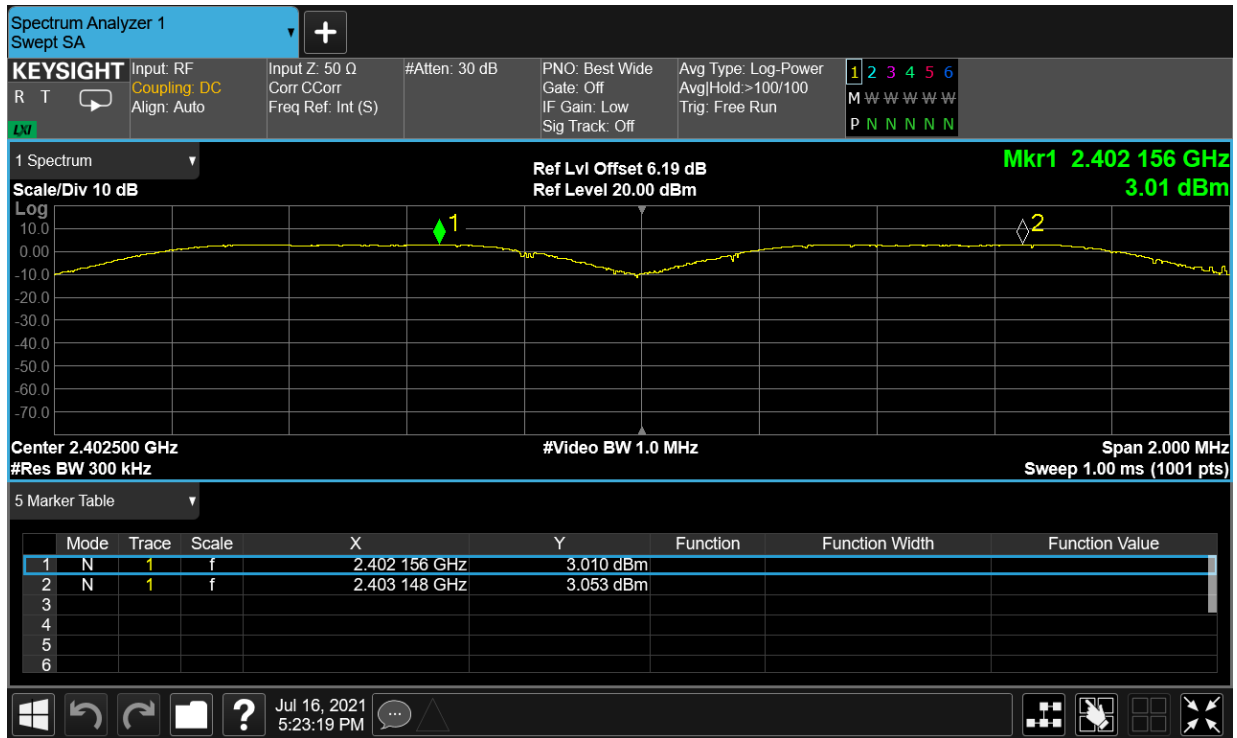 Spectrum Analyzer 1
Swept SA
+
KEYSIGHT
R T
LXI
Input: RF
Coupling: DC
Align: Auto
Input Z: 50 Ω
Corr CCorr
Freq Ref: Int (S)
#Atten: 30 dB
PNO: Best Wide
Gate: Off
IF Gain: Low
Sig Track: Off
Avg Type: Log-Power
Avg|Hold:>100/100
Trig: Free Run
1 2 3 4 5 6
M W W W W W
P N N N N N
1 Spectrum
Scale/Div 10 dB
Ref Lvl Offset 6.19 dB
Ref Level 20.00 dBm
Mkr1 2.402 156 GHz
3.01 dBm
Log
10.0
0.00
-10.0
-20.0
-30.0
-40.0
-50.0
-60.0
-70.0
1
2
Center 2.402500 GHz
#Res BW 300 kHz
#Video BW 1.0 MHz
Span 2.000 MHz
Sweep 1.00 ms (1001 pts)
5 Marker Table
Mode Trace Scale X Y Function Function Width Function Value
1 N 1 f 2.402 156 GHz 3.010 dBm
2 N 1 f 2.403 148 GHz 3.053 dBm
3
4
5
6
?
Jul 16, 2021
5:23:19 PM